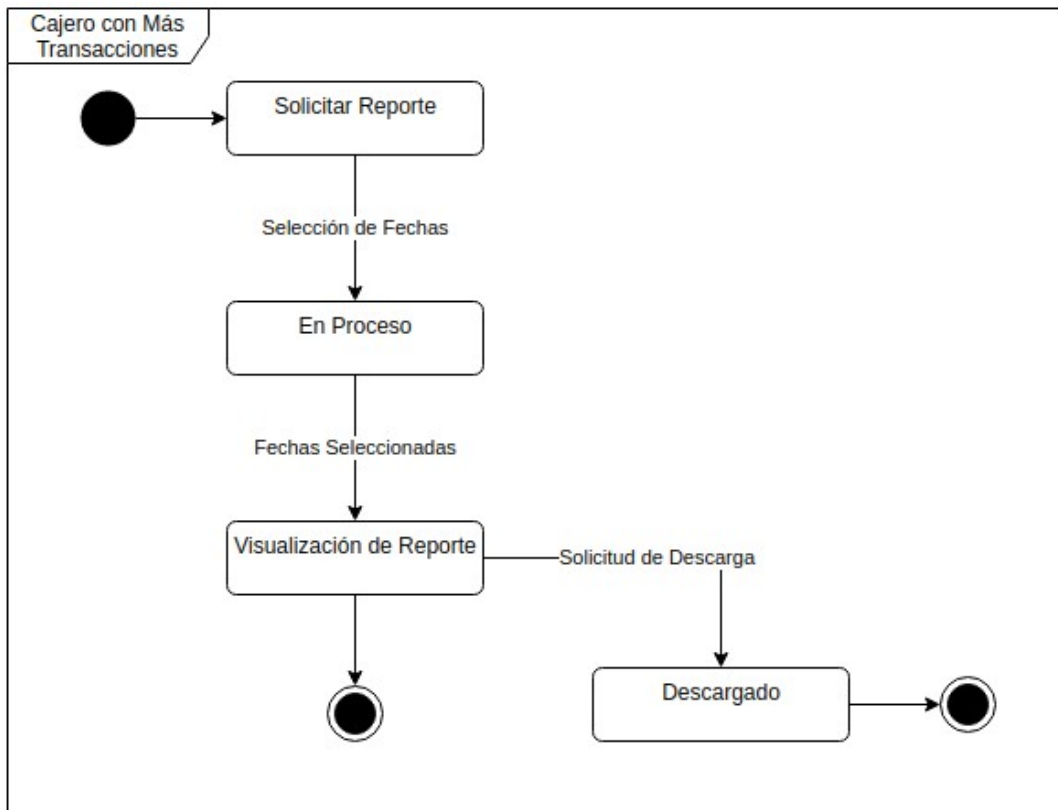 Cajero con Más
Transacciones
Solicitar Reporte
Selección de Fechas
En Proceso
Fechas Seleccionadas
Visualización de Reporte
Solicitud de Descarga
Descargado